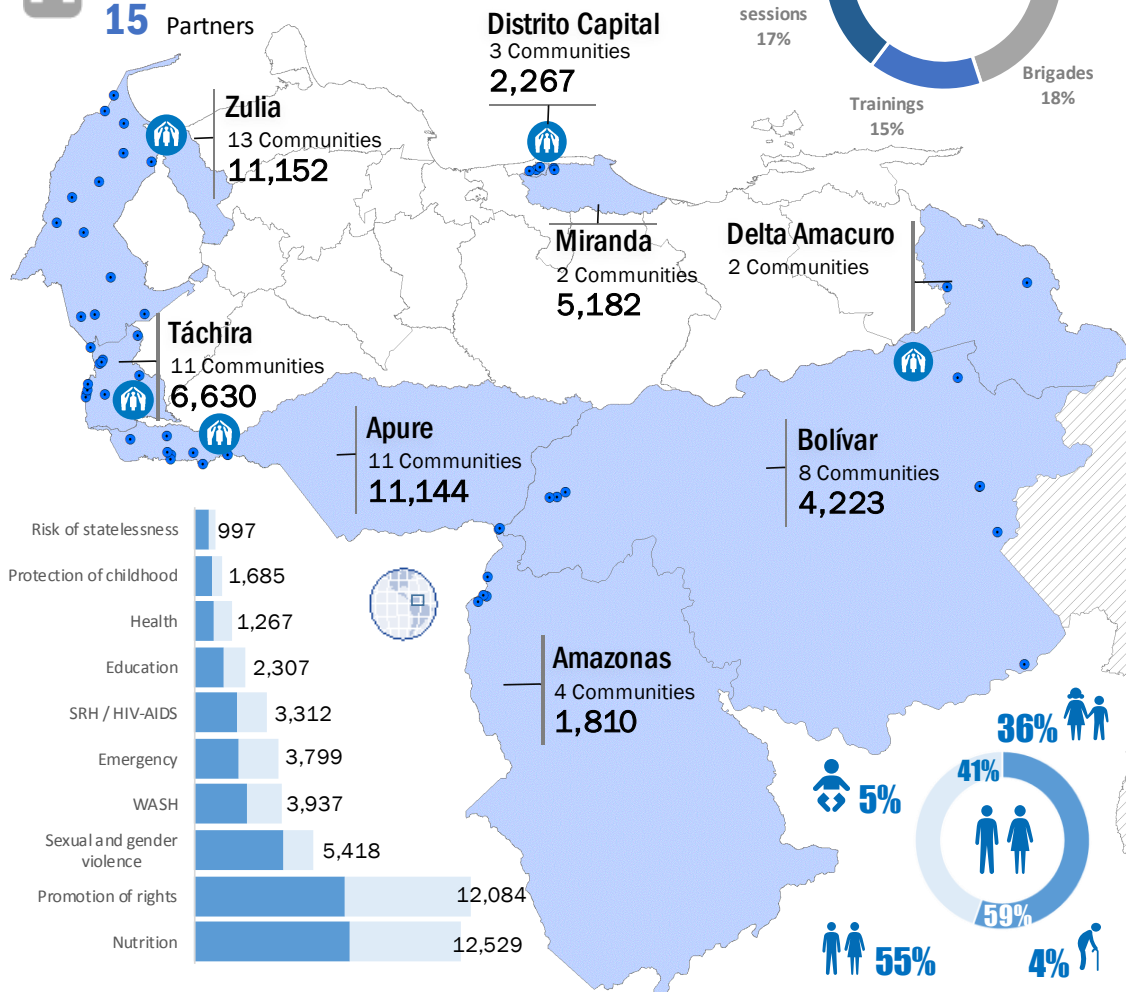 15 Partners
sessions
17%
Trainings
15%
Brigades
18%
Distrito Capital
3 Communities
2,267
Zulia
13 Communities
11,152
Miranda
2 Communities
5,182
Delta Amacuro
2 Communities
Táchira
11 Communities
6,630
Apure
11 Communities
11,144
Bolívar
8 Communities
4,223
Amazonas
4 Communities
1,810
Risk of statelessness 997
Protection of childhood 1,685
Health 1,267
Education 2,307
SRH / HIV-AIDS 3,312
Emergency 3,799
WASH 3,937
Sexual and gender
violence 5,418
Promotion of rights 12,084
Nutrition 12,529
36%
41%
5%
59%
55%
4%